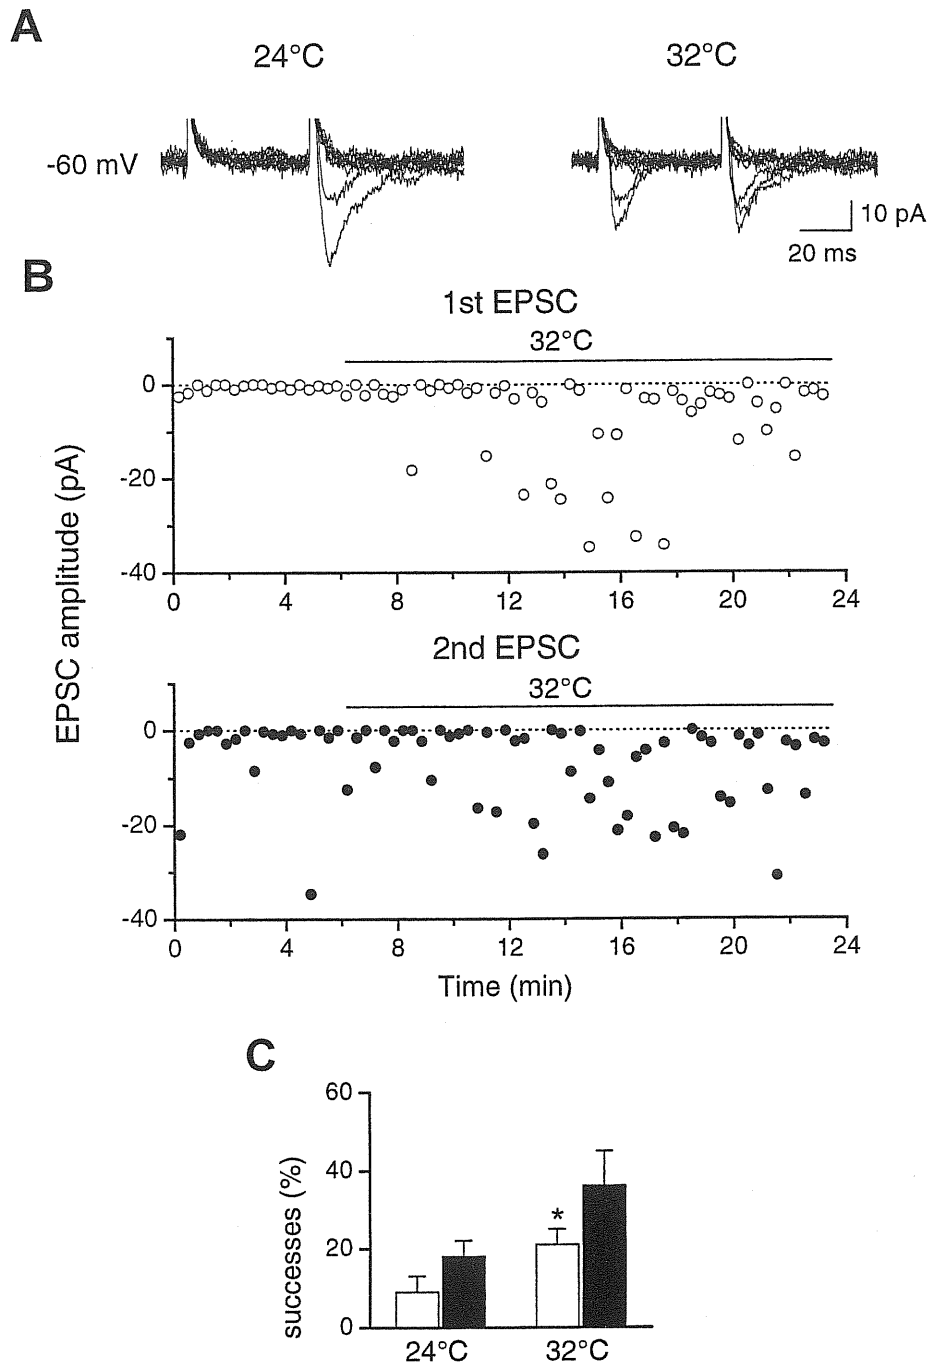 A
24°C 32°C
-60 mV
10 pA
20 ms
B
1st EPSC
32°C
0
-20
-40
0 4 8 12 16 20 24
EPSC amplitude (pA)
2nd EPSC
32°C
0
-20
-40
0 4 8 12 16 20 24
Time (min)
C
60
40
20
0
successes (%)
*
24°C 32°C